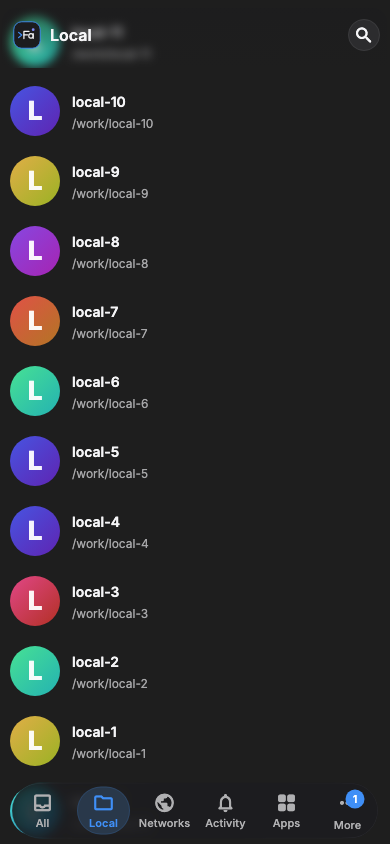 >Fa
Local
L
local-10
/work/local-10
L
local-9
/work/local-9
L
local-8
/work/local-8
L
local-7
/work/local-7
L
local-6
/work/local-6
L
local-5
/work/local-5
L
local-4
/work/local-4
L
local-3
/work/local-3
L
local-2
/work/local-2
L
local-1
/work/local-1
1
All
Local
Networks
Activity
Apps
More